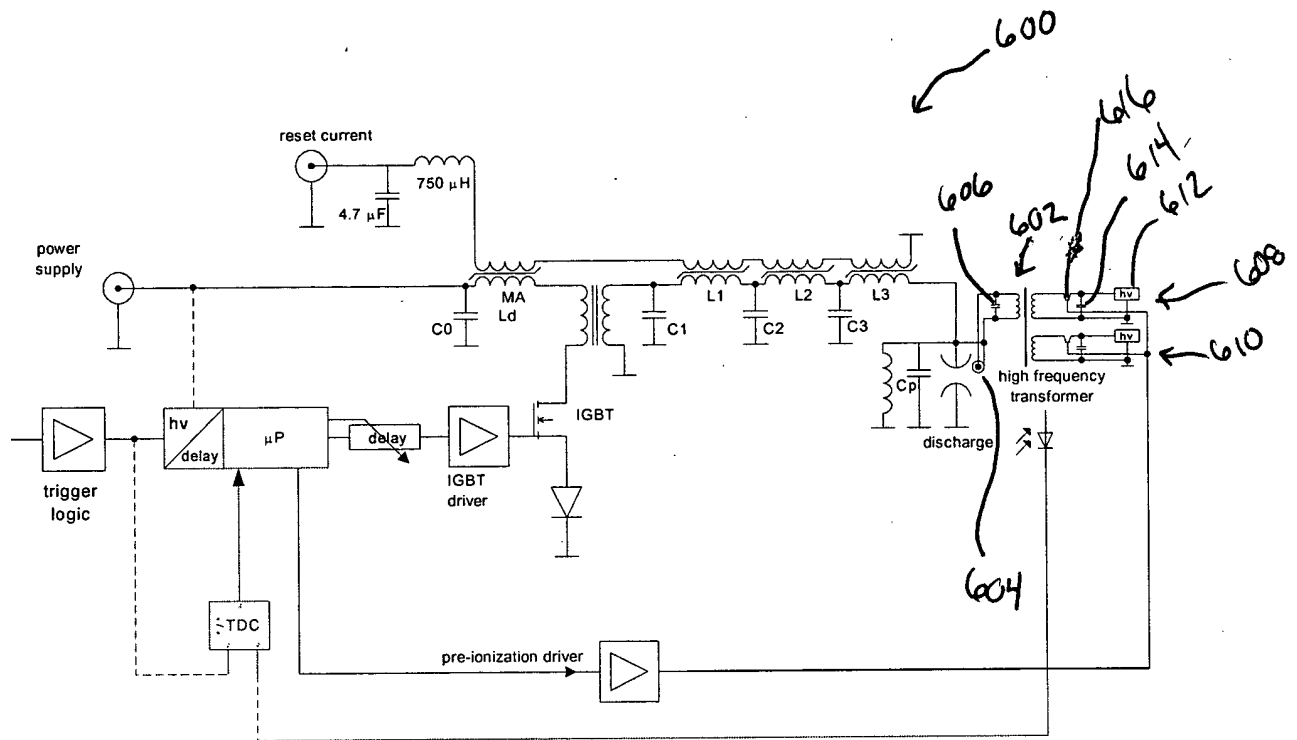 600
616
reset current
614
750 µH
606
612
4.7 µF
602
power
supply
608
MA
L1
L2
L3
Ld
C0
C1
C2
C3
hv
hv
610
Cp
high frequency
transformer
IGBT
discharge
hv
delay
µP
delay
trigger
logic
IGBT
driver
604
TDC
pre-ionization driver